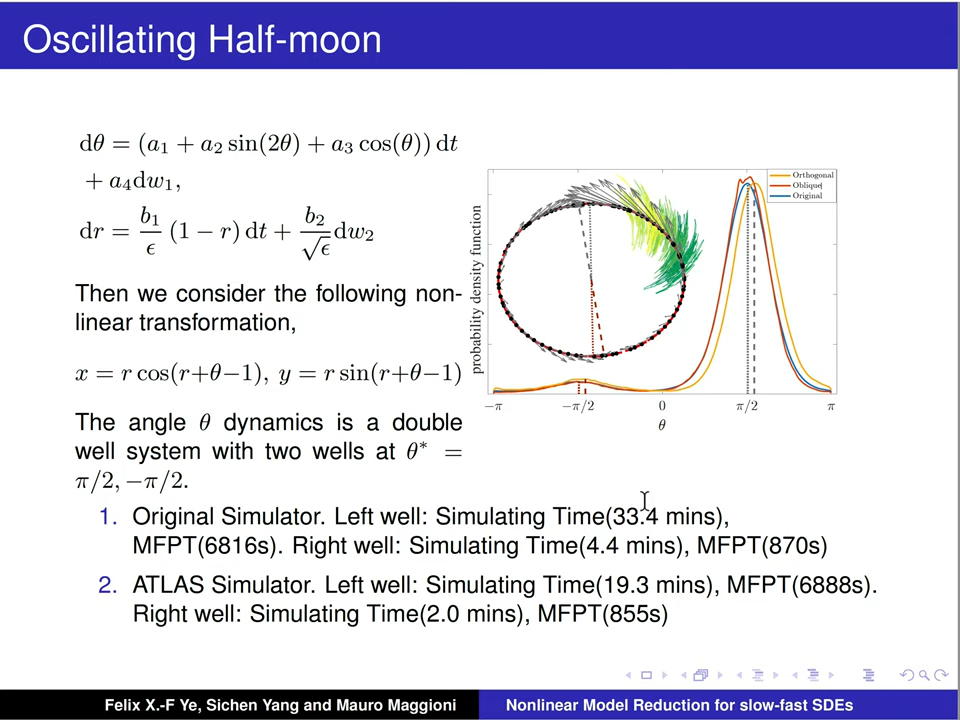 Oscillating Half-moon
dθ = (a₁ + a₂ sin(2θ) + a₃ cos(θ)) dt
+ a₄dw₁,
dr = b₁/ϵ (1 − r) dt + b₂/√ϵ dw₂
Then we consider the following non-
linear transformation,
x = r cos(r+θ−1), y = r sin(r+θ−1)
The angle θ dynamics is a double
well system with two wells at θ* =
π/2, −π/2.
probability density function
Orthogonal
Oblique
Original
−π −π/2 0 π/2 π
θ
1. Original Simulator. Left well: Simulating Time(33.4 mins),
MFPT(6816s). Right well: Simulating Time(4.4 mins), MFPT(870s)
2. ATLAS Simulator. Left well: Simulating Time(19.3 mins), MFPT(6888s).
Right well: Simulating Time(2.0 mins), MFPT(855s)
Felix X.-F Ye, Sichen Yang and Mauro Maggioni Nonlinear Model Reduction for slow-fast SDEs